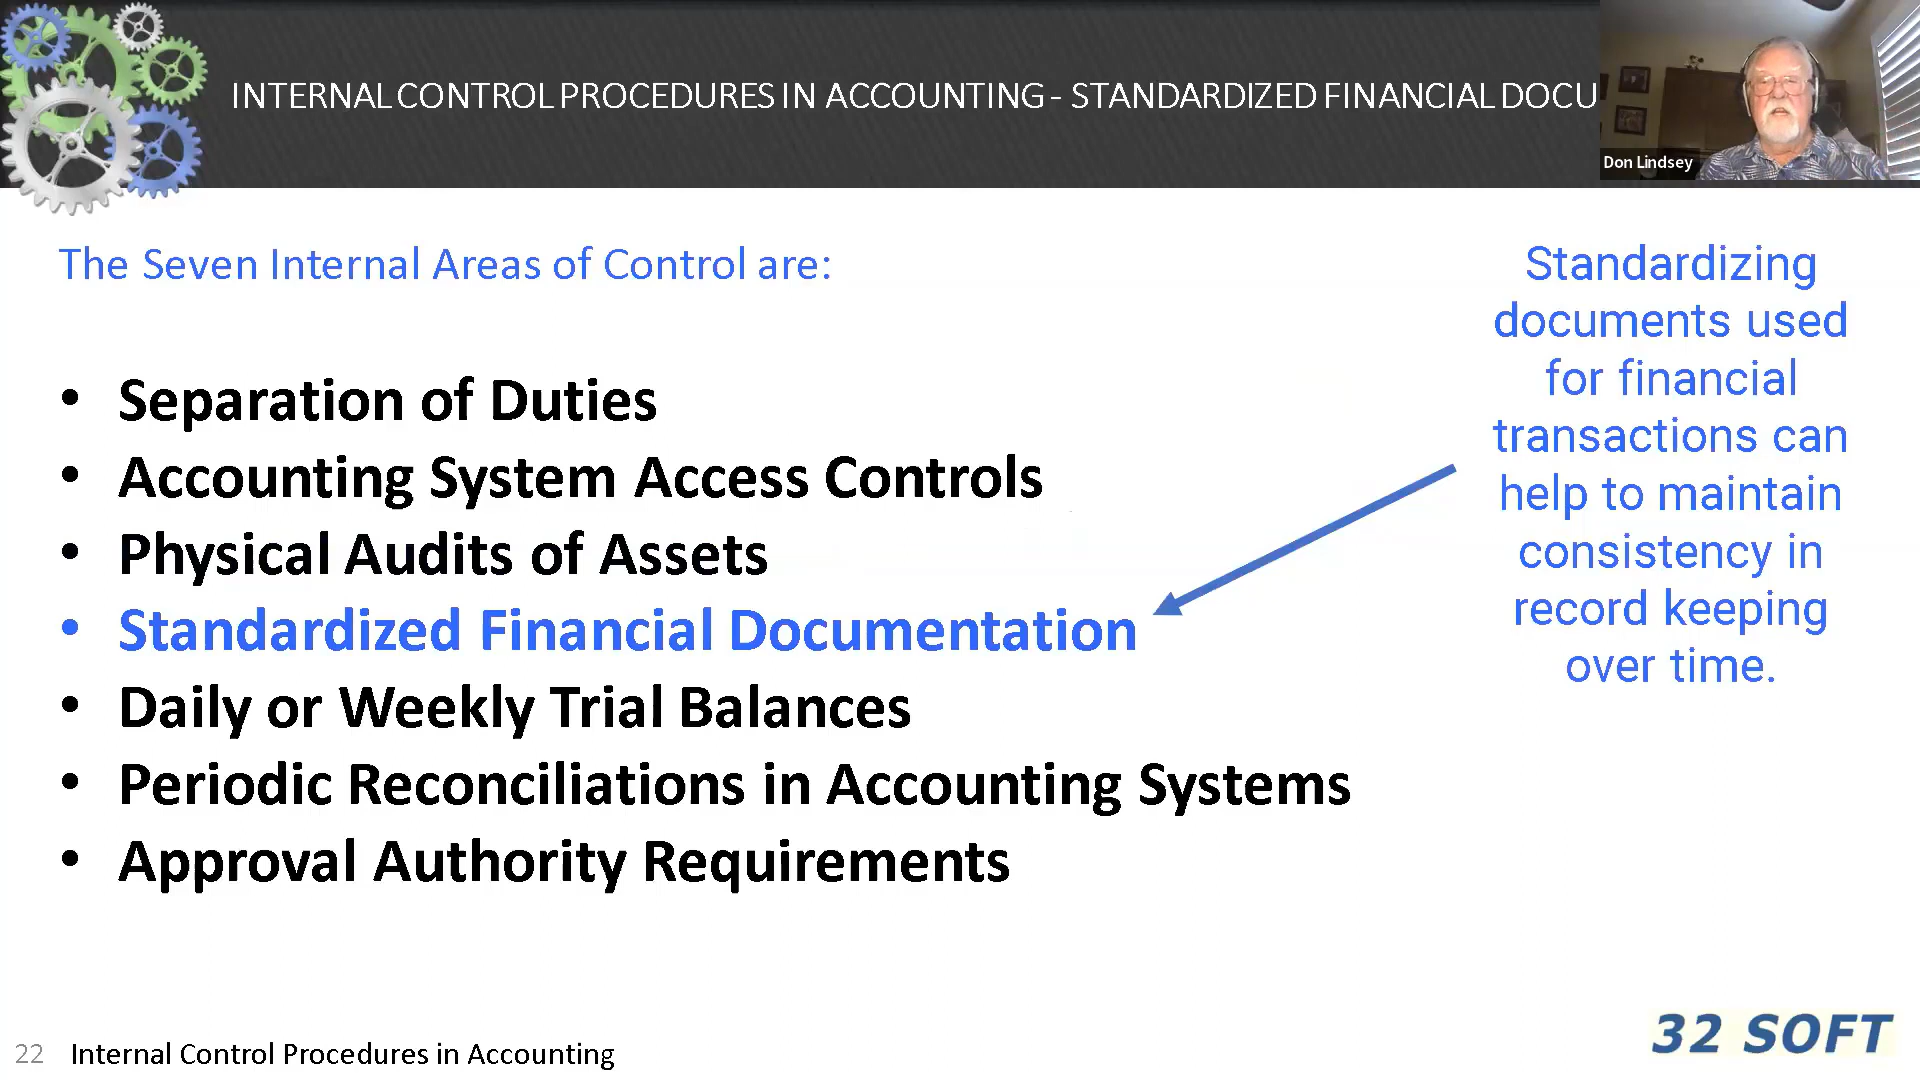 INTERNAL CONTROL PROCEDURES IN ACCOUNTING - STANDARDIZED FINANCIAL DOCU
Don Lindsey
The Seven Internal Areas of Control are:
• Separation of Duties
• Accounting System Access Controls
• Physical Audits of Assets
• Standardized Financial Documentation
• Daily or Weekly Trial Balances
• Periodic Reconciliations in Accounting Systems
• Approval Authority Requirements
Standardizing
documents used
for financial
transactions can
help to maintain
consistency in
record keeping
over time.
22 Internal Control Procedures in Accounting
32 SOFT